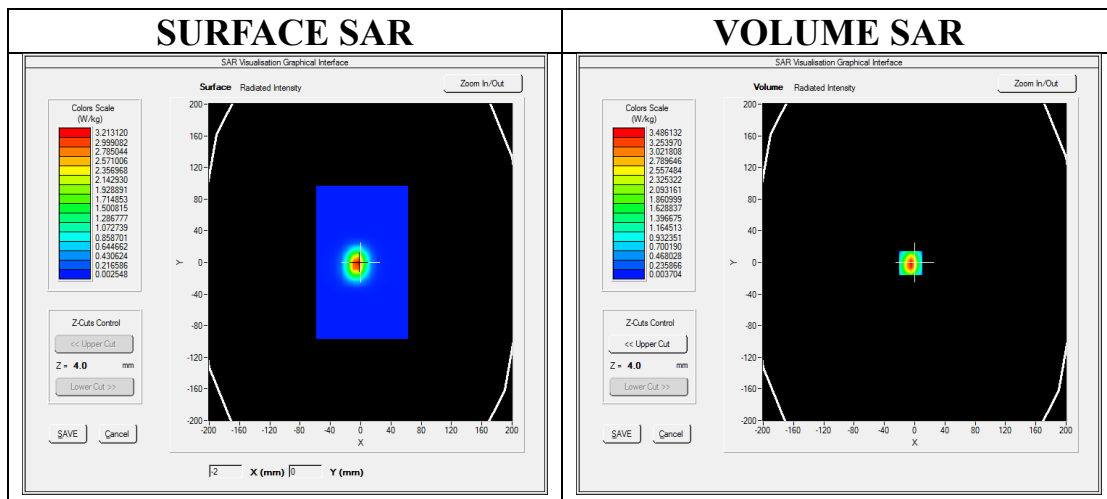 SURFACE SAR
VOLUME SAR
SAR Visualisation Graphical Interface
Surface Radiated Intensity
Zoom In/Out
Colors Scale
(W/kg)
3.213120
2.999082
2.785044
2.571006
2.356968
2.142930
1.928891
1.714853
1.500815
1.286777
1.072739
0.858701
0.644662
0.430624
0.216586
0.002548
Z-Cuts Control
<< Upper Cut
Z = 4.0 mm
Lower Cut >>
SAVE Cancel
200
160
120
80
40
0
-40
-80
-120
-160
-200
Y
-200 -160 -120 -80 -40 0 40 80 120 160 200
X
-2 X (mm) 0 Y (mm)
SAR Visualisation Graphical Interface
Volume Radiated Intensity
Zoom In/Out
Colors Scale
(W/kg)
3.486132
3.253970
3.021808
2.789646
2.557484
2.325322
2.093161
1.860999
1.628837
1.396675
1.164513
0.932351
0.700190
0.468028
0.235866
0.003704
Z-Cuts Control
<< Upper Cut
Z = 4.0 mm
Lower Cut >>
SAVE Cancel
200
160
120
80
40
0
-40
-80
-120
-160
-200
Y
-200 -160 -120 -80 -40 0 40 80 120 160 200
X